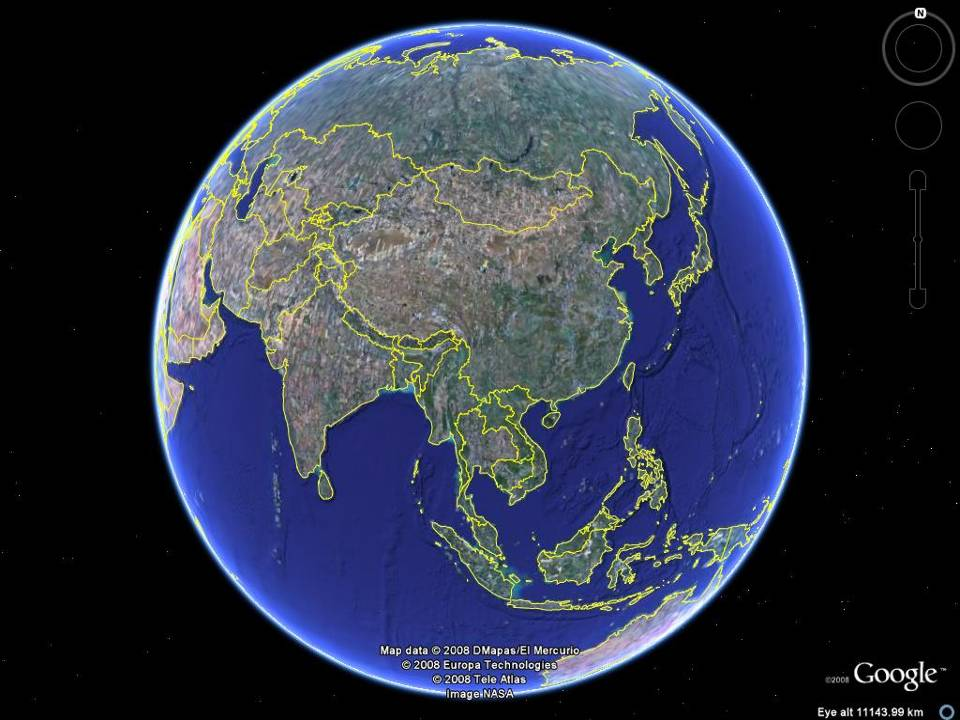 N
Map data © 2008 DMapas/El Mercurio
© 2008 Europa Technologies
© 2008 Tele Atlas
Image NASA
©2008 Google™
Eye alt 11143.99 km